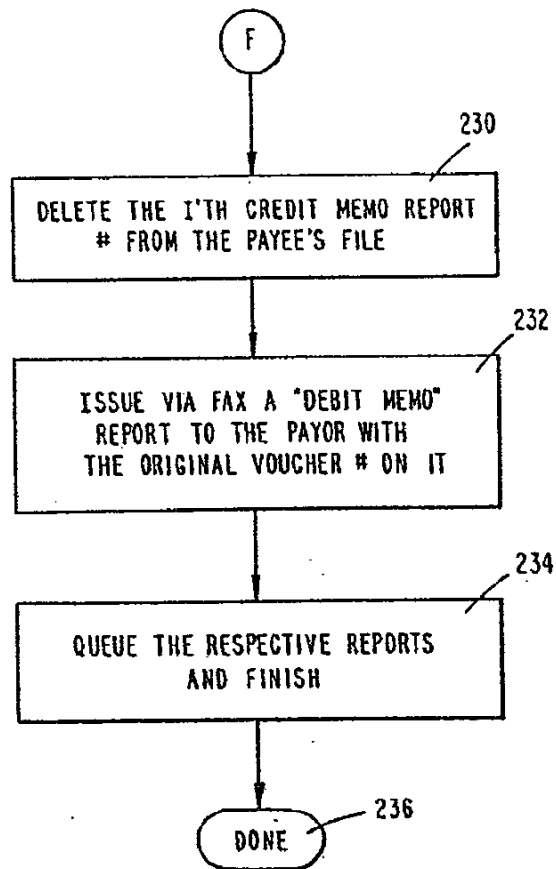 F
230
DELETE THE I'TH CREDIT MEMO REPORT
# FROM THE PAYEE'S FILE
232
ISSUE VIA FAX A "DEBIT MEMO"
REPORT TO THE PAYOR WITH
THE ORIGINAL VOUCHER # ON IT
234
QUEUE THE RESPECTIVE REPORTS
AND FINISH
236
DONE